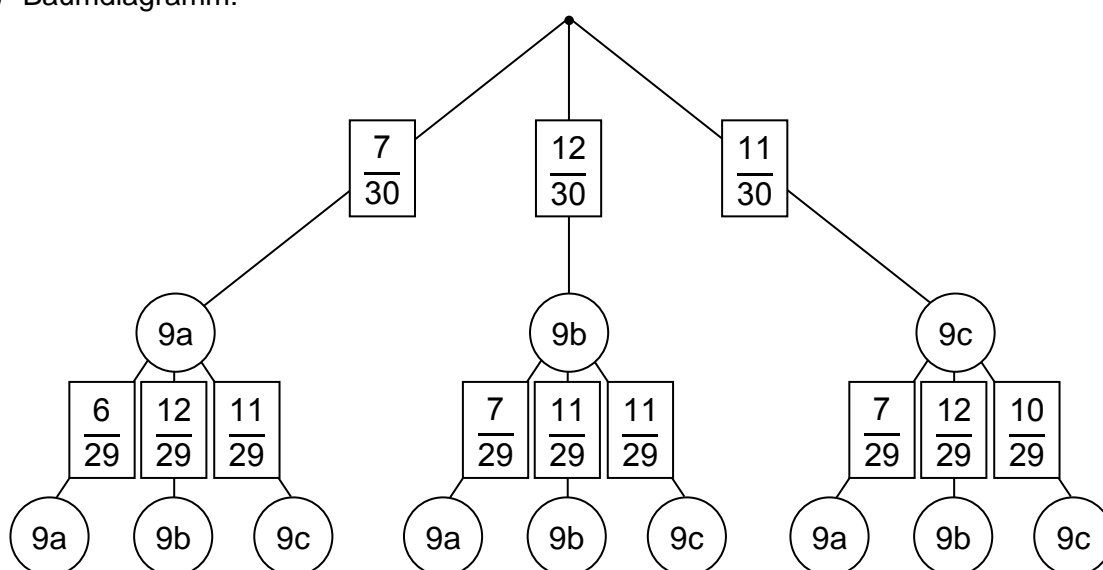 Baumdiagramm:
7 12 11
30 30 30
9a 9b 9c
6 12 11 7 11 11 7 12 10
29 29 29 29 29 29 29 29 29
9a 9b 9c 9a 9b 9c 9a 9b 9c